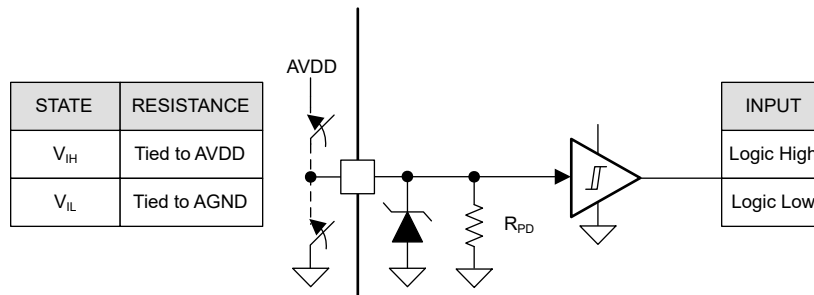 AVDD
STATE RESISTANCE
V_IH Tied to AVDD
V_IL Tied to AGND
R_PD
INPUT
Logic High
Logic Low